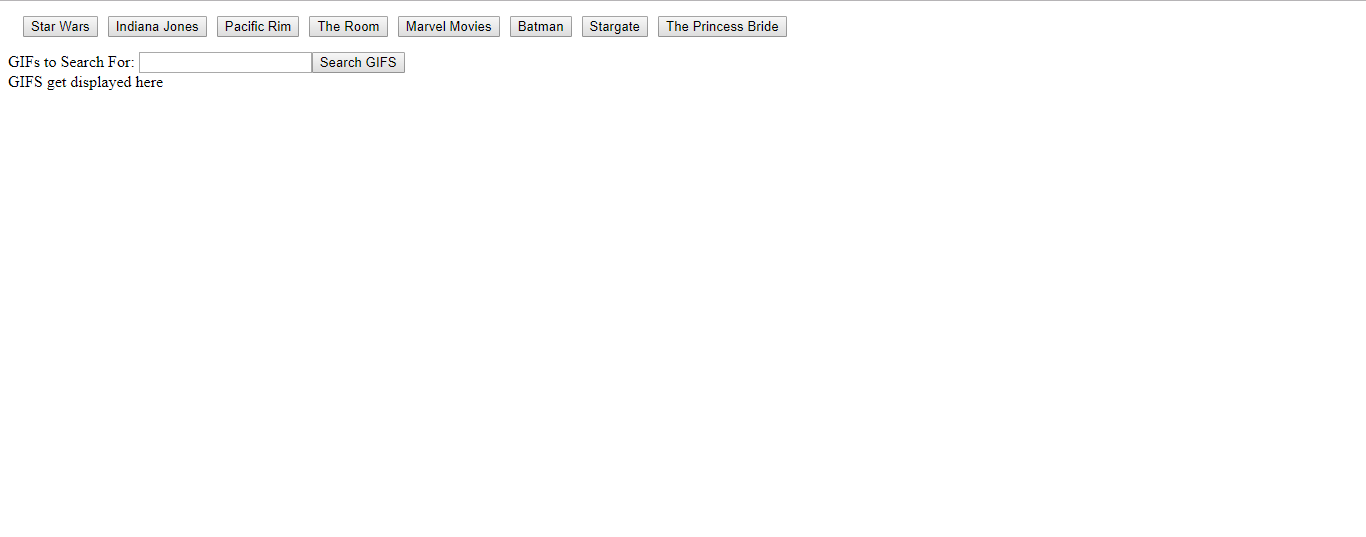 Star Wars Indiana Jones Pacific Rim The Room Marvel Movies Batman Stargate The Princess Bride
GIFs to Search For: Search GIFS
GIFS get displayed here